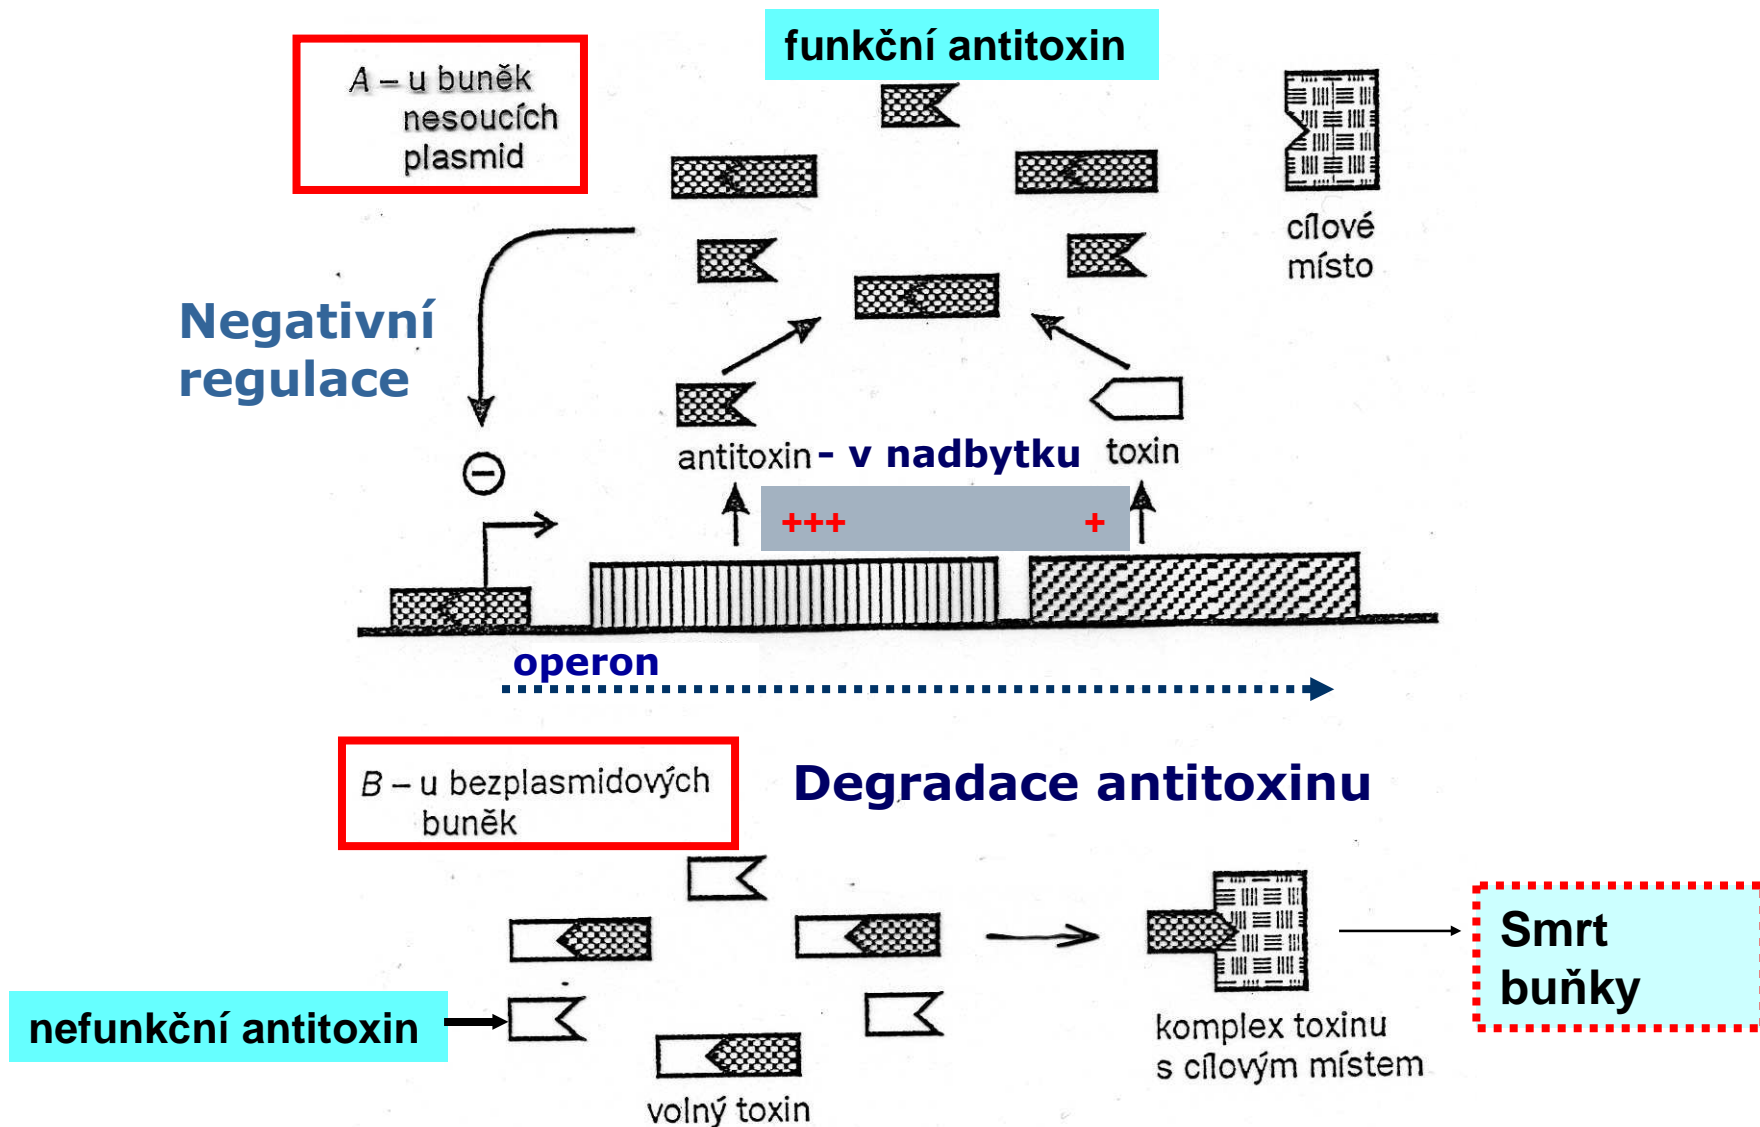 funkční antitoxin
A – u buněk
nesoucích
plasmid
cílové
místo
Negativní
regulace
antitoxin - v nadbytku toxin
−
+++ +
operon
B – u bezplasmidových
buněk
Degradace antitoxinu
Smrt
buňky
nefunkční antitoxin
komplex toxinu
s cílovým místem
volný toxin